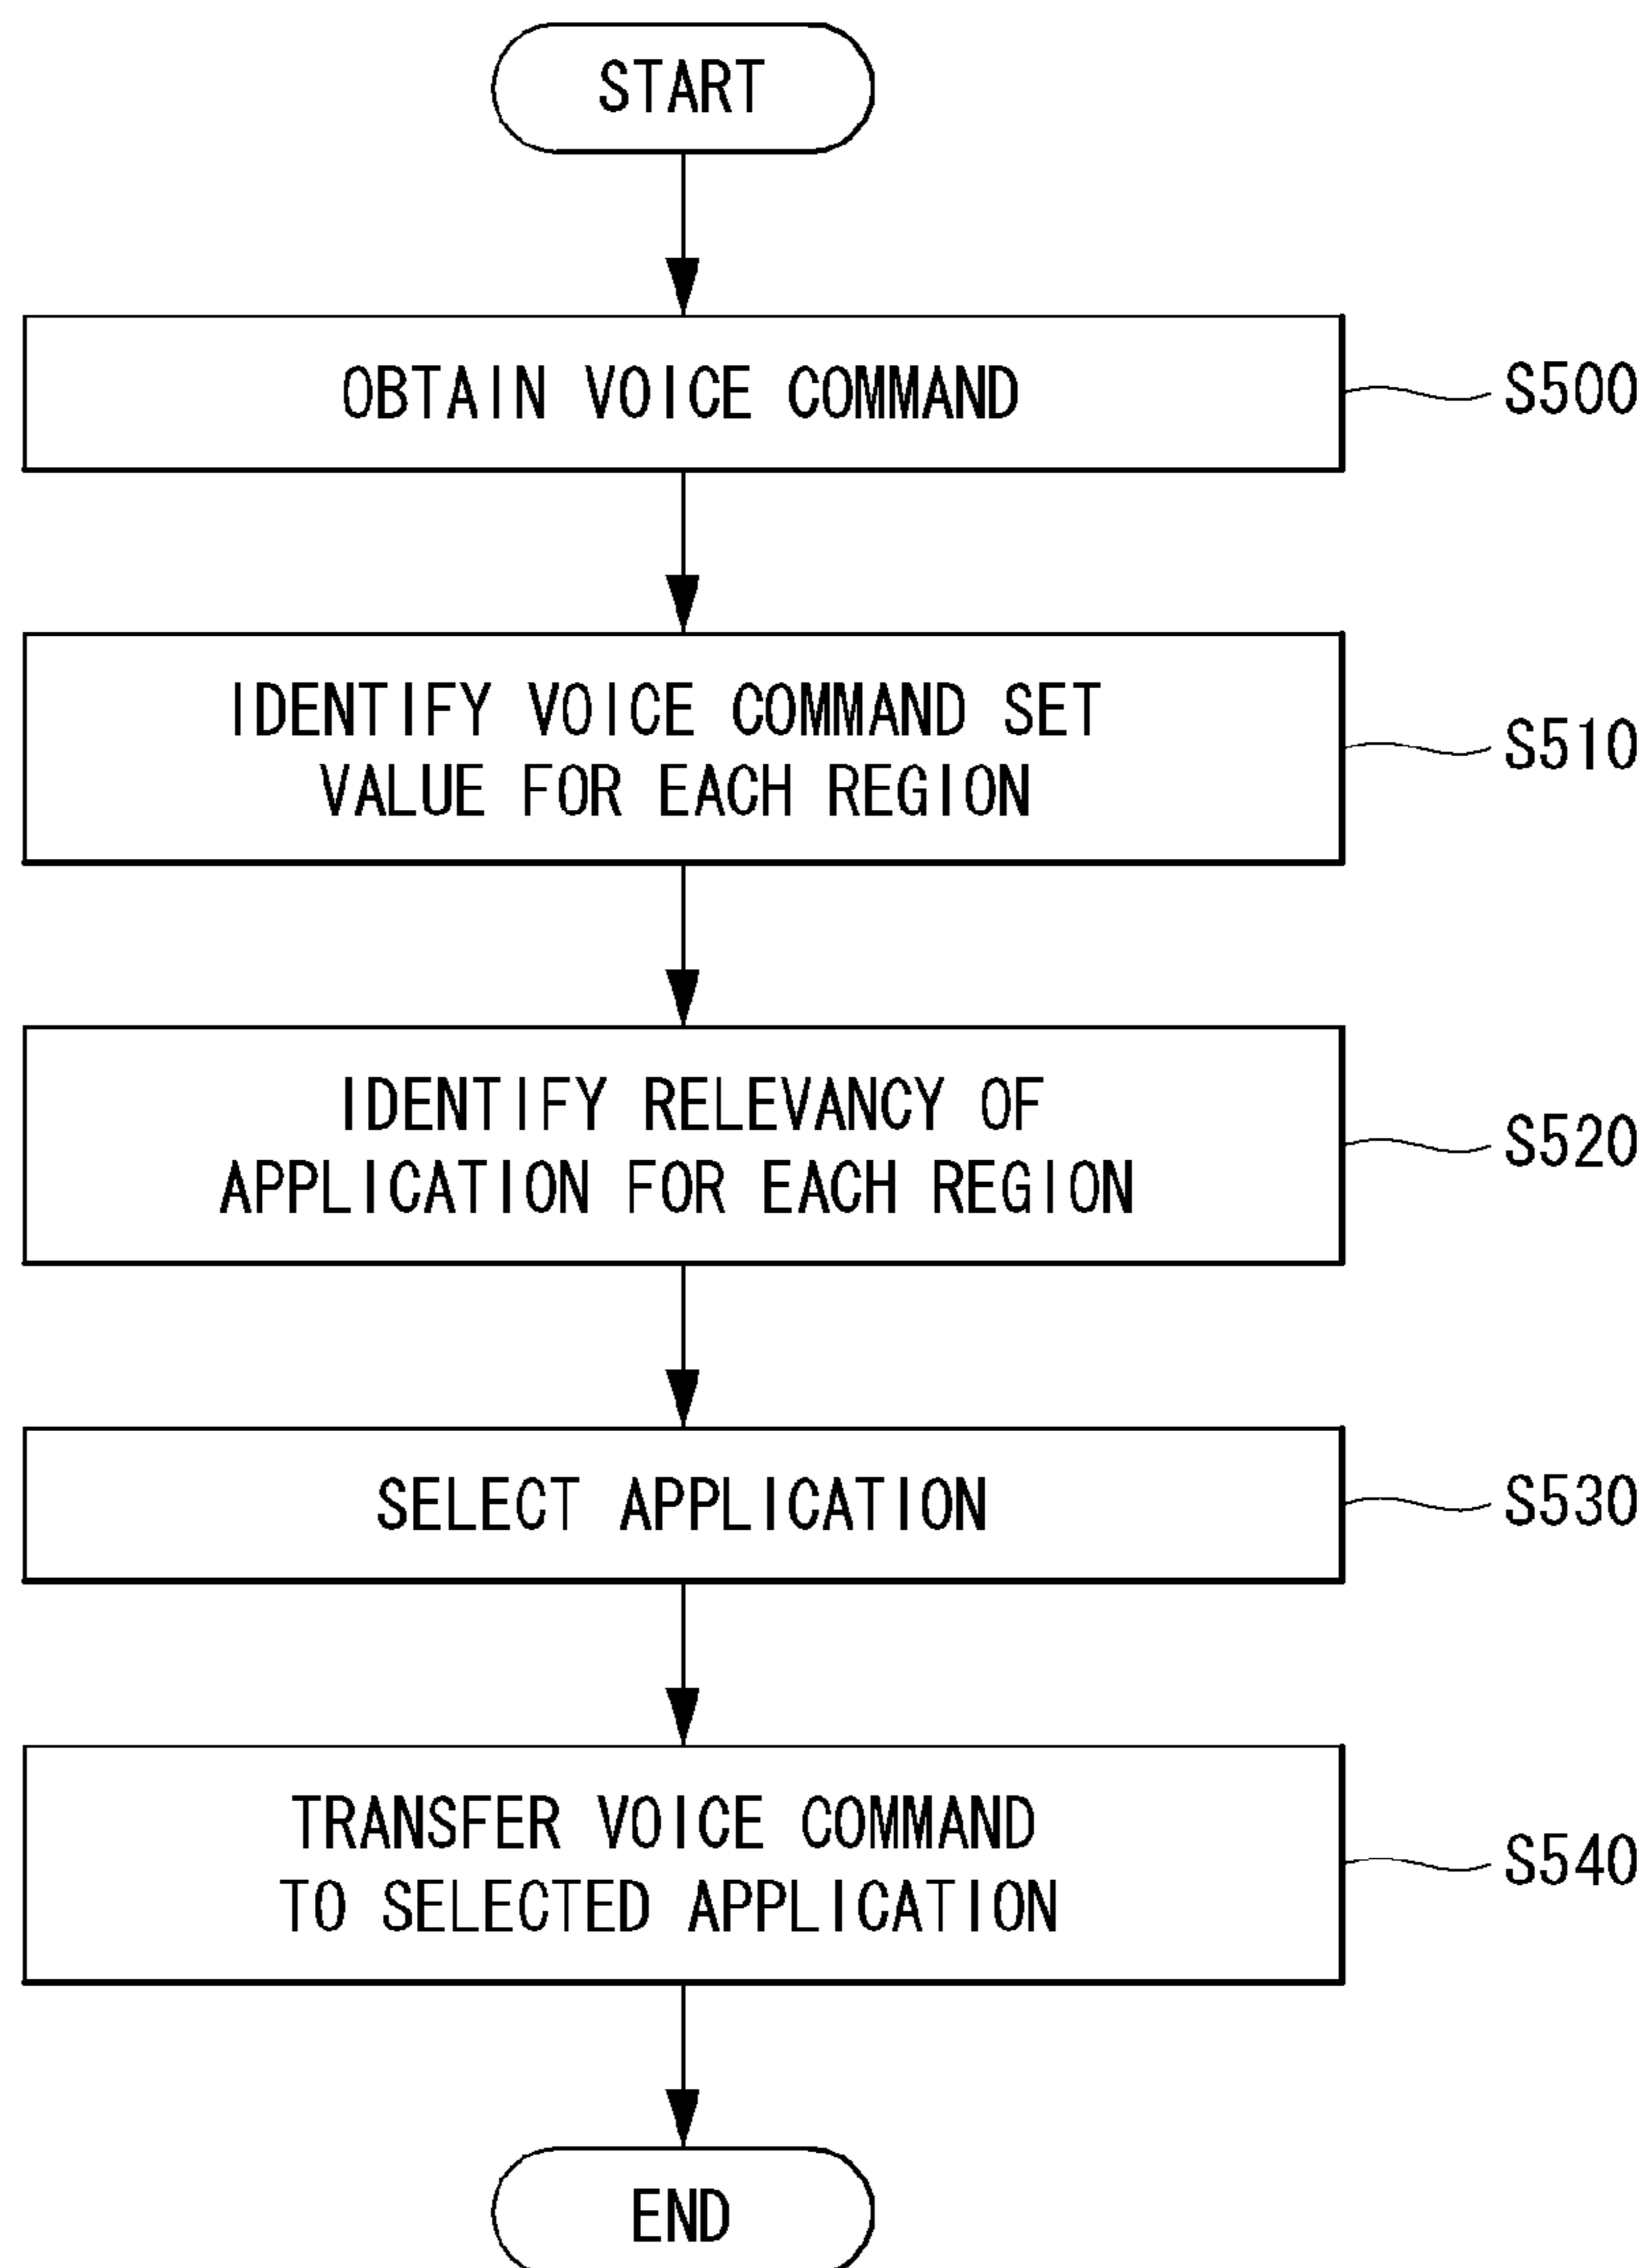 START
OBTAIN VOICE COMMAND
S500
IDENTIFY VOICE COMMAND SET
VALUE FOR EACH REGION
S510
IDENTIFY RELEVANCY OF
APPLICATION FOR EACH REGION
S520
SELECT APPLICATION
S530
TRANSFER VOICE COMMAND
TO SELECTED APPLICATION
S540
END